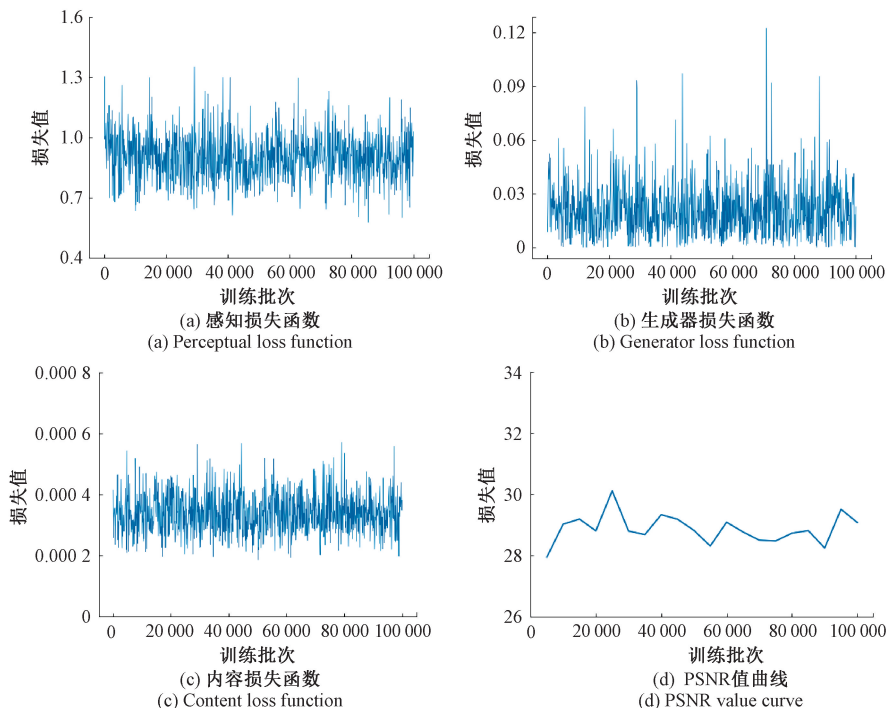 1.6
1.3
1.0
0.7
0.4
损失值
0 20 000 40 000 60 000 80 000 100 000
训练批次
(a) 感知损失函数
(a) Perceptual loss function
0.12
0.09
0.06
0.03
0
损失值
0 20 000 40 000 60 000 80 000 100 000
训练批次
(b) 生成器损失函数
(b) Generator loss function
0.000 8
0.000 6
0.000 4
0.000 2
0
损失值
0 20 000 40 000 60 000 80 000 100 000
训练批次
(c) 内容损失函数
(c) Content loss function
34
32
30
28
26
损失值
0 20 000 40 000 60 000 80 000 100 000
训练批次
(d) PSNR值曲线
(d) PSNR value curve